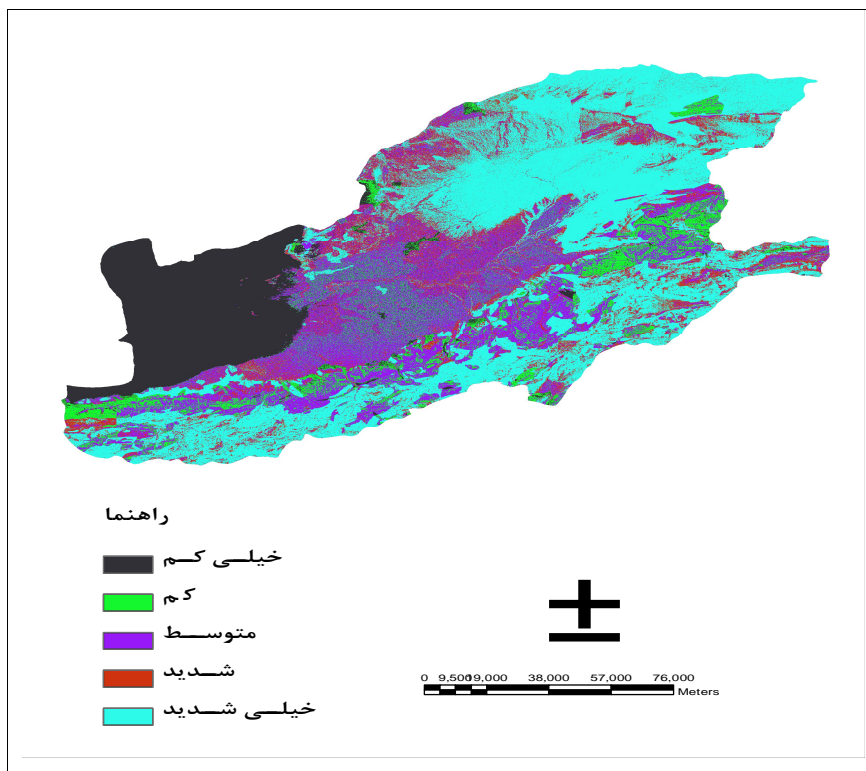 راهنما
خیلی کم
کم
متوسط
شدید
خیلی شدید
±
0 9,500 19,000 38,000 57,000 76,000
Meters